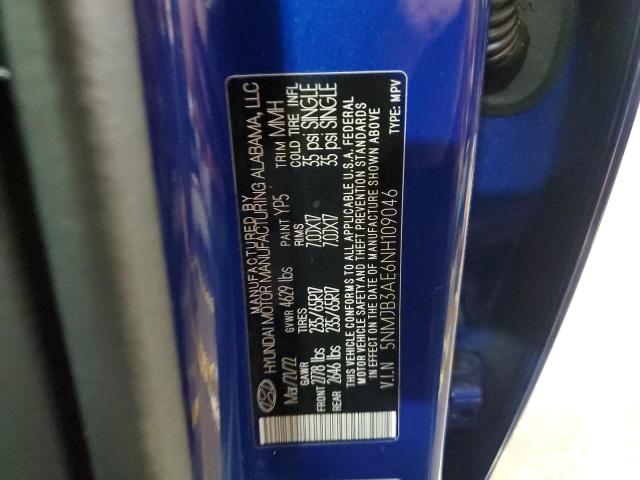 MANUFACTURED BY
HYUNDAI MOTOR MANUFACTURING ALABAMA, LLC
Mar/21/22 PAINT YP5 TRIM MMH
GVWR 4629 lbs
GAWR TIRES RIMS COLD TIRE INFL
FRONT 2778 lbs 235/65R17 7.0JX17 35 psi SINGLE
REAR 2646 lbs 235/65R17 7.0JX17 35 psi SINGLE
THIS VEHICLE CONFORMS TO ALL APPLICABLE U.S.A. FEDERAL
MOTOR VEHICLE SAFETY AND THEFT PREVENTION STANDARDS
IN EFFECT ON THE DATE OF MANUFACTURE SHOWN ABOVE
V.I.N 5NMJB3AE6NH109046 TYPE: MPV